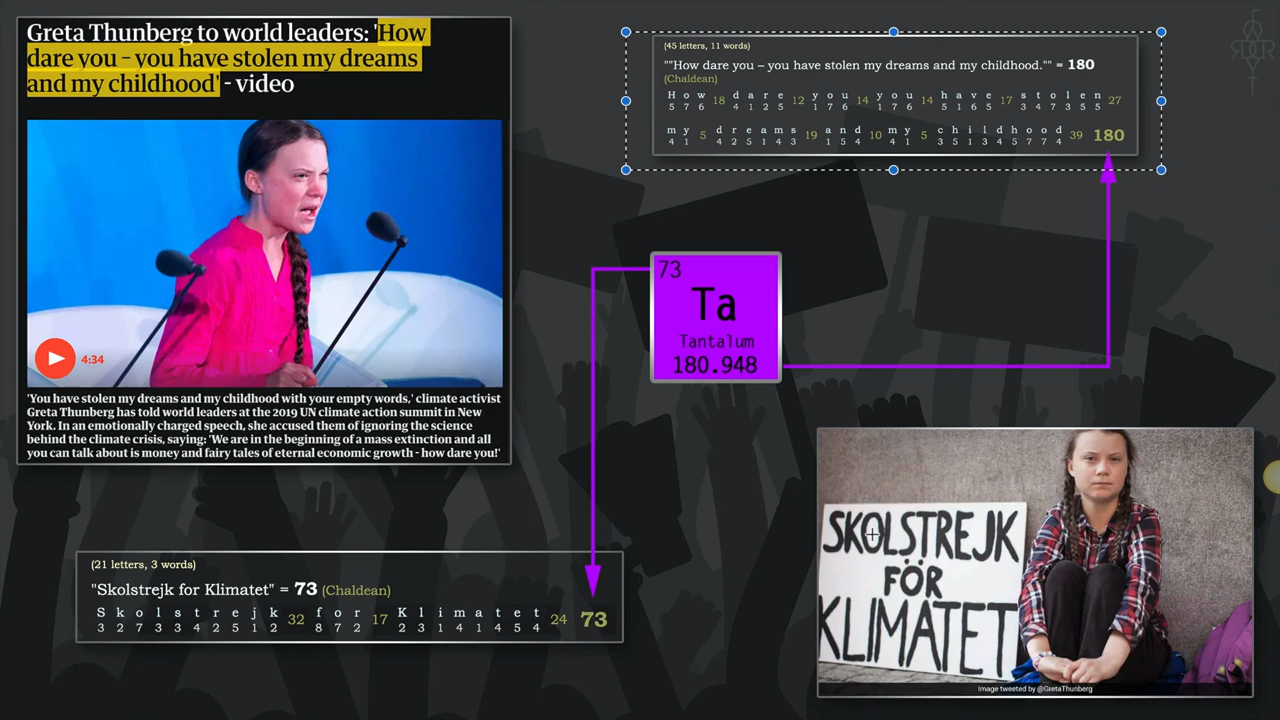 Greta Thunberg to world leaders: 'How
dare you – you have stolen my dreams
and my childhood' - video
4:34
'You have stolen my dreams and my childhood with your empty words,' climate activist
Greta Thunberg has told world leaders at the 2019 UN climate action summit in New
York. In an emotionally charged speech, she accused them of ignoring the science
behind the climate crisis, saying: 'We are in the beginning of a mass extinction and all
you can talk about is money and fairy tales of eternal economic growth - how dare you!'
(45 letters, 11 words)
""How dare you – you have stolen my dreams and my childhood."" = 180
(Chaldean)
H o w 18 d a r e 12 y o u 14 y o u 14 h a v e 17 s t o l e n 27
5 7 6 4 1 2 5 1 7 6 1 7 6 5 1 6 5 3 4 7 3 5 5
m y 5 d r e a m s 19 a n d 10 m y 5 c h i l d h o o d 39 180
4 1 4 2 5 1 4 3 1 5 4 4 1 3 5 1 3 4 5 7 7 4
73
Ta
Tantalum
180.948
(21 letters, 3 words)
"Skolstrejk for Klimatet" = 73 (Chaldean)
S k o l s t r e j k 32 f o r 17 K l i m a t e t 24 73
3 2 7 3 3 4 2 5 1 2 8 7 2 2 3 1 4 1 4 5 4
SKOLSTREJK
FÖR
KLIMATET
Image tweeted by @GretaThunberg